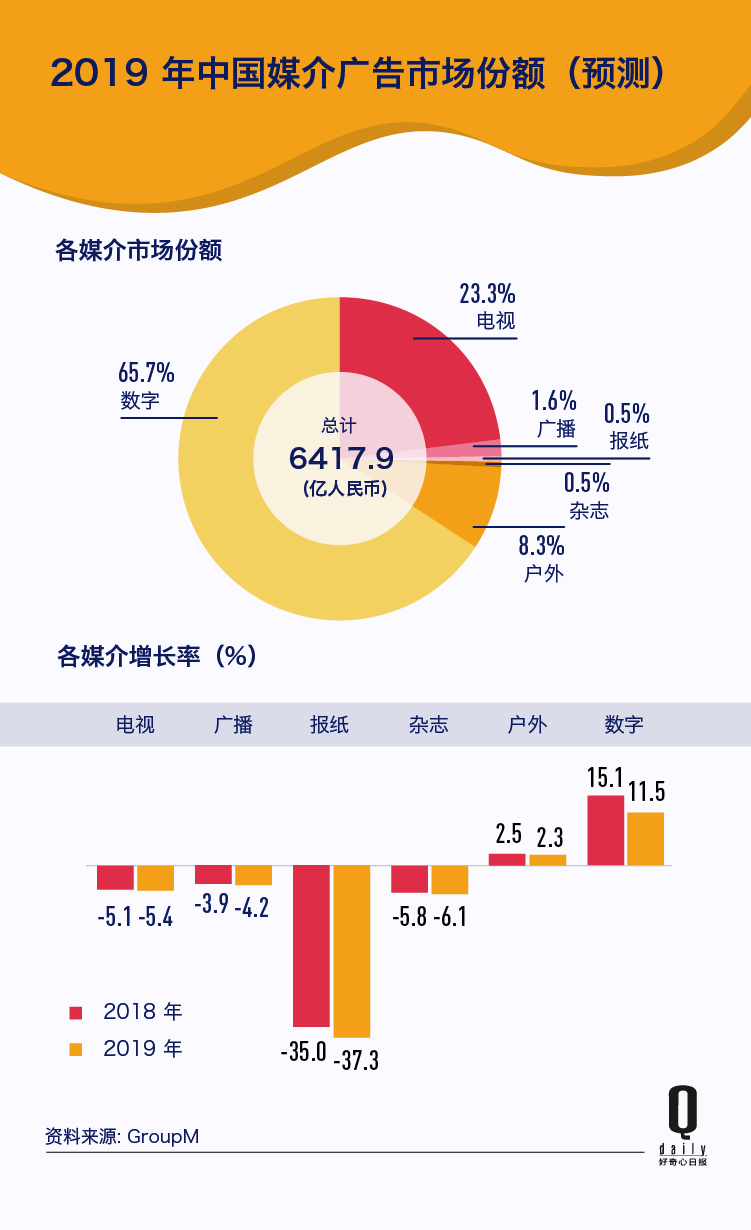 2019 年中国媒介广告市场份额（预测）
各媒介市场份额
23.3%
电视
65.7%
数字
1.6%
广播
0.5%
报纸
总计
6417.9
(亿人民币)
0.5%
杂志
8.3%
户外
各媒介增长率（%）
电视 广播 报纸 杂志 户外 数字
15.1 11.5
2.5 2.3
-5.1 -5.4 -3.9 -4.2 -5.8 -6.1
-35.0 -37.3
2018 年
2019 年
资料来源: GroupM
Q
daily
好奇心日报